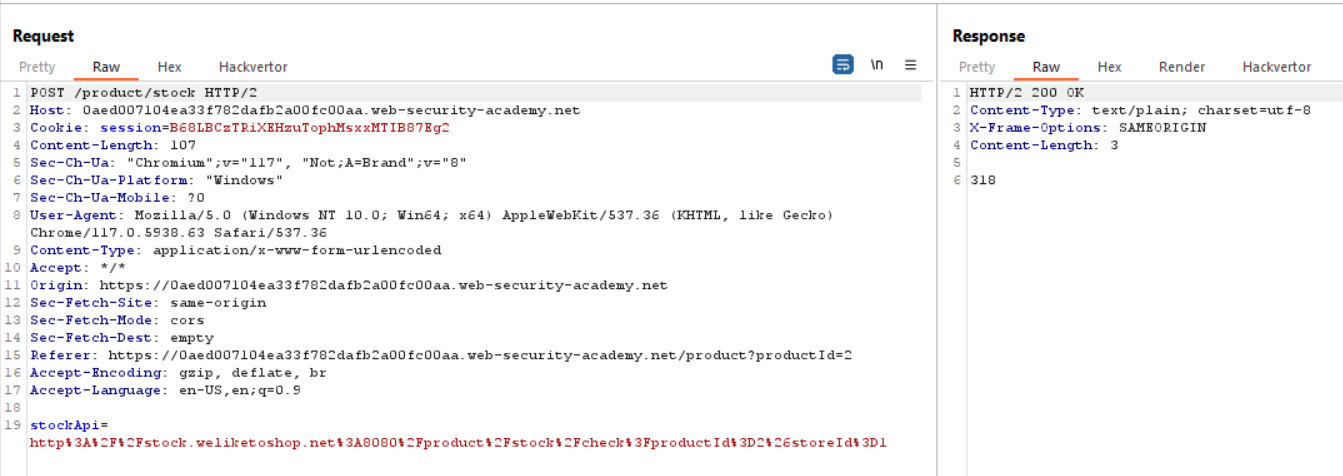 Request
Pretty Raw Hex Hackvertor \n
1 POST /product/stock HTTP/2
2 Host: 0aed007104ea33f782dafb2a00fc00aa.web-security-academy.net
3 Cookie: session=B68LBCzTRiXEHzuTophMsxxMTIB87Eg2
4 Content-Length: 107
5 Sec-Ch-Ua: "Chromium";v="117", "Not;A=Brand";v="8"
6 Sec-Ch-Ua-Platform: "Windows"
7 Sec-Ch-Ua-Mobile: ?0
8 User-Agent: Mozilla/5.0 (Windows NT 10.0; Win64; x64) AppleWebKit/537.36 (KHTML, like Gecko)
Chrome/117.0.5938.63 Safari/537.36
9 Content-Type: application/x-www-form-urlencoded
10 Accept: */*
11 Origin: https://0aed007104ea33f782dafb2a00fc00aa.web-security-academy.net
12 Sec-Fetch-Site: same-origin
13 Sec-Fetch-Mode: cors
14 Sec-Fetch-Dest: empty
15 Referer: https://0aed007104ea33f782dafb2a00fc00aa.web-security-academy.net/product?productId=2
16 Accept-Encoding: gzip, deflate, br
17 Accept-Language: en-US,en;q=0.9
18
19 stockApi=
http%3A%2F%2Fstock.weliketoshop.net%3A8080%2Fproduct%2Fstock%2Fcheck%3FproductId%3D2%26storeId%3D1
Response
Pretty Raw Hex Render Hackvertor
1 HTTP/2 200 OK
2 Content-Type: text/plain; charset=utf-8
3 X-Frame-Options: SAMEORIGIN
4 Content-Length: 3
5
6 318